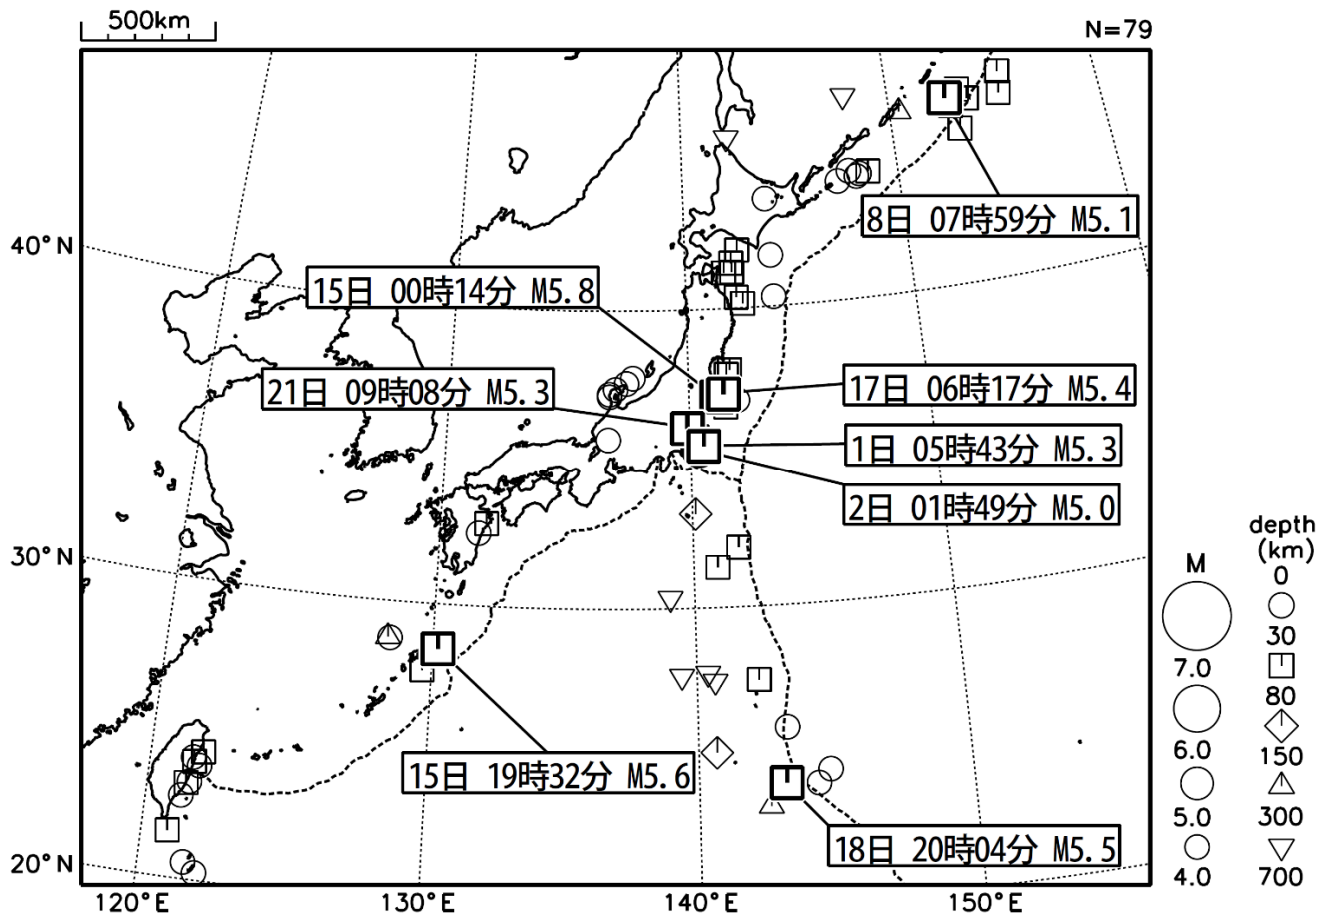 500km
N=79
8日 07時59分 M5.1
40°N
15日 00時14分 M5.8
21日 09時08分 M5.3
17日 06時17分 M5.4
1日 05時43分 M5.3
2日 01時49分 M5.0
30°N
15日 19時32分 M5.6
18日 20時04分 M5.5
20°N
120°E
130°E
140°E
150°E
M
7.0
6.0
5.0
4.0
depth
(km)
0
30
80
150
300
700